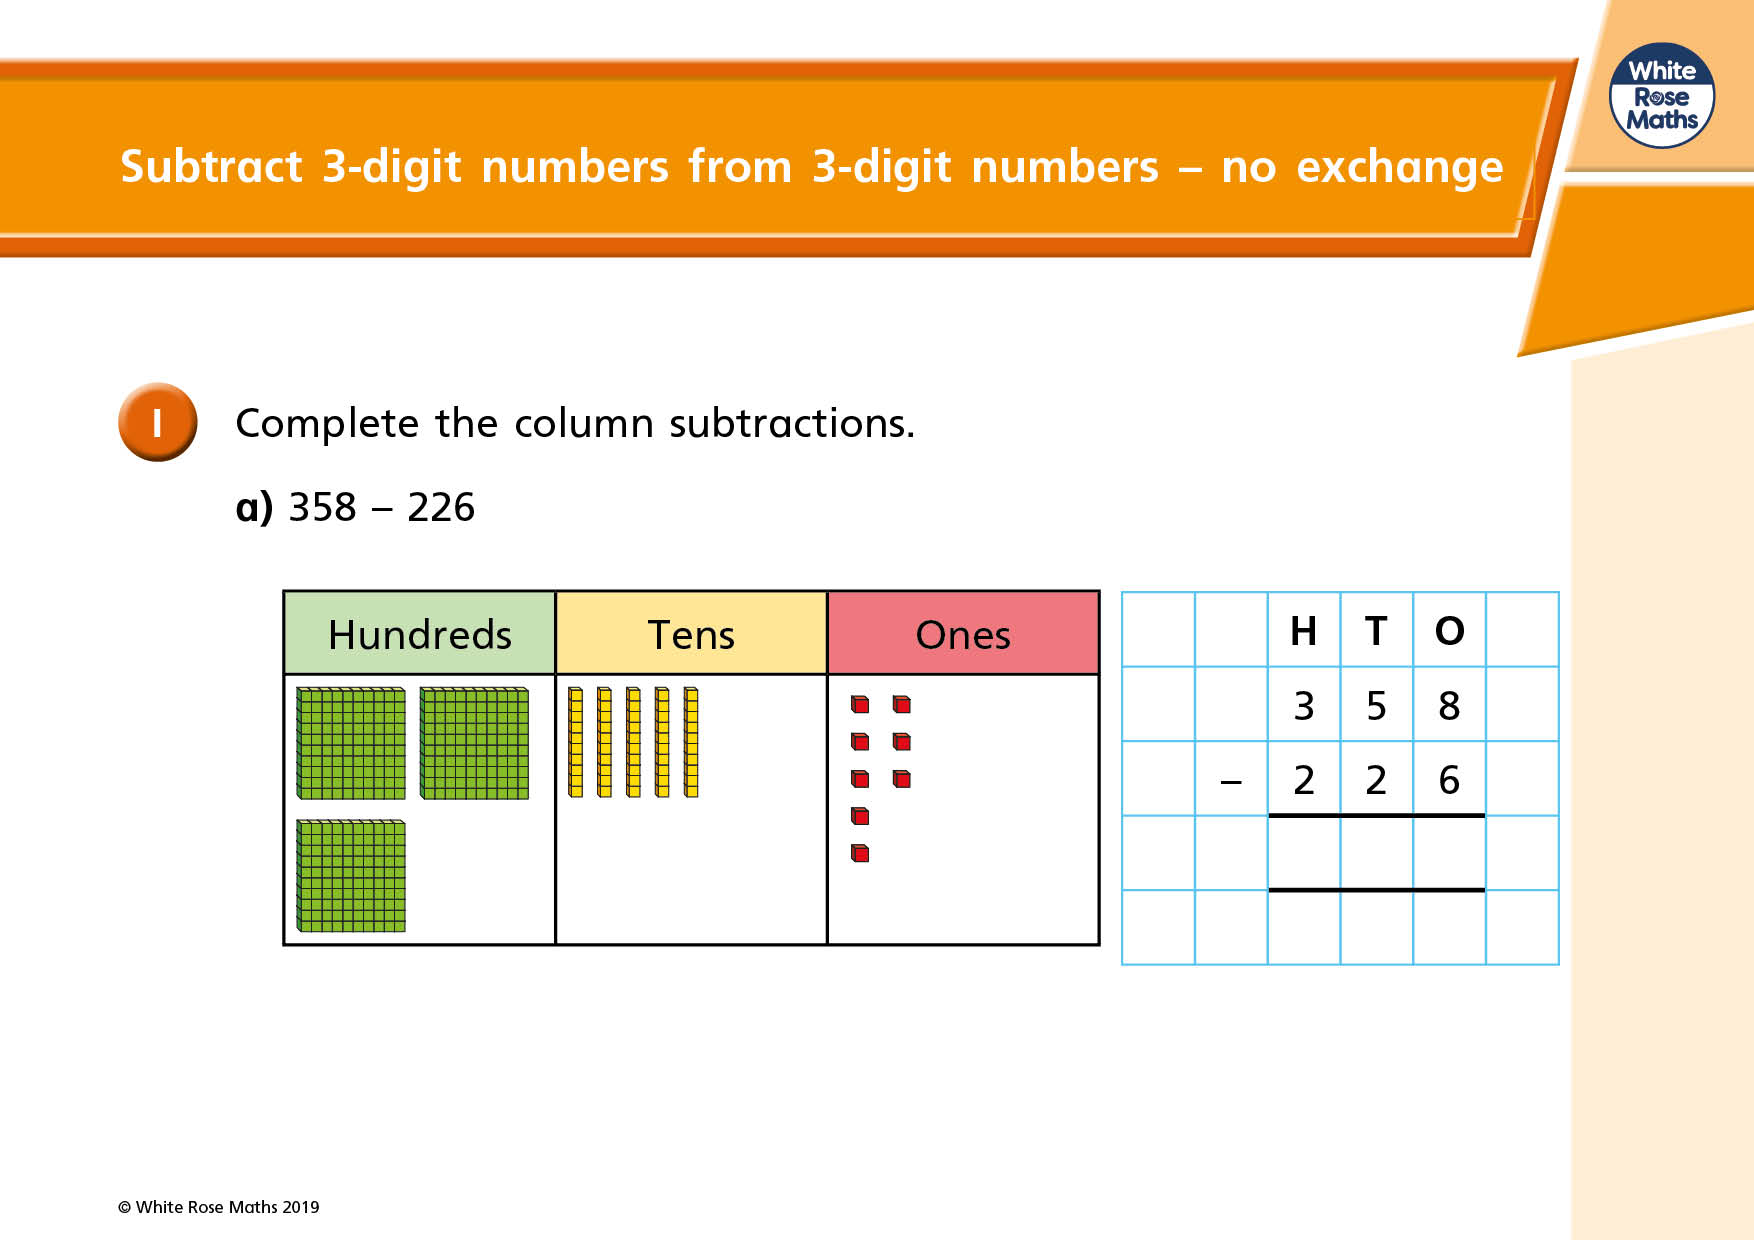 White
Rose
Maths
Subtract 3-digit numbers from 3-digit numbers – no exchange
1 Complete the column subtractions.
a) 358 – 226
Hundreds Tens Ones
H T O
3 5 8
– 2 2 6
© White Rose Maths 2019